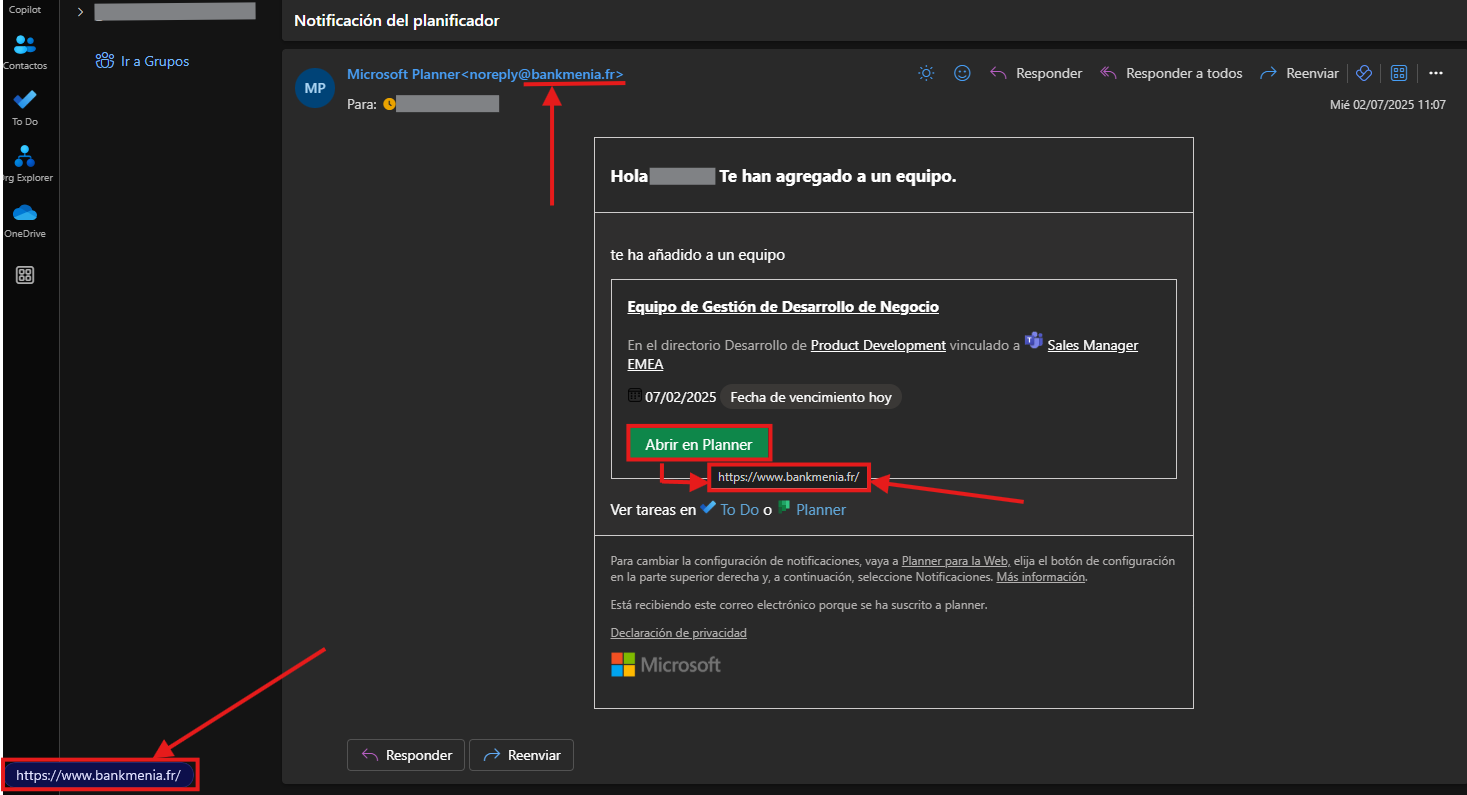 Copilot
Contactos
To Do
rg Explorer
OneDrive
Ir a Grupos
Notificación del planificador
MP
Microsoft Planner<noreply@bankmenia.fr>
Para:
Responder
Responder a todos
Reenviar
Mié 02/07/2025 11:07
Hola Te han agregado a un equipo.
te ha añadido a un equipo
Equipo de Gestión de Desarrollo de Negocio
En el directorio Desarrollo de Product Development vinculado a Sales Manager
EMEA
07/02/2025 Fecha de vencimiento hoy
Abrir en Planner
https://www.bankmenia.fr/
Ver tareas en To Do o Planner
Para cambiar la configuración de notificaciones, vaya a Planner para la Web, elija el botón de configuración
en la parte superior derecha y, a continuación, seleccione Notificaciones. Más información.
Está recibiendo este correo electrónico porque se ha suscrito a planner.
Declaración de privacidad
Microsoft
Responder
Reenviar
https://www.bankmenia.fr/